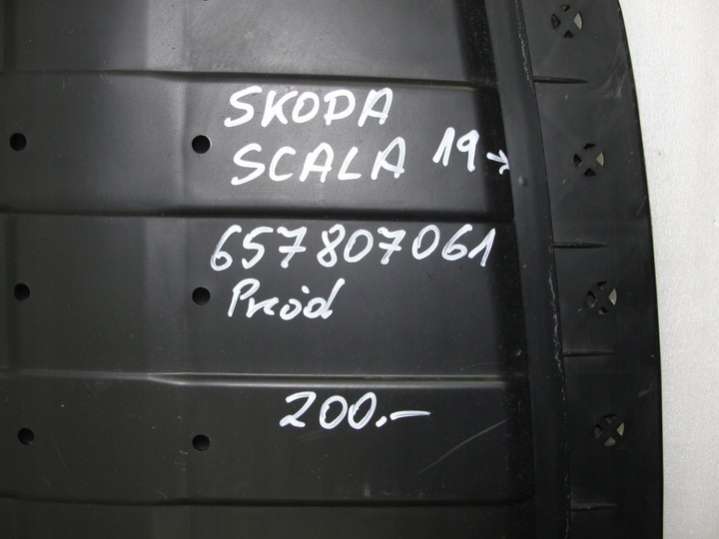 SKODA
SCALA 19→
657807061
Przód
200.-